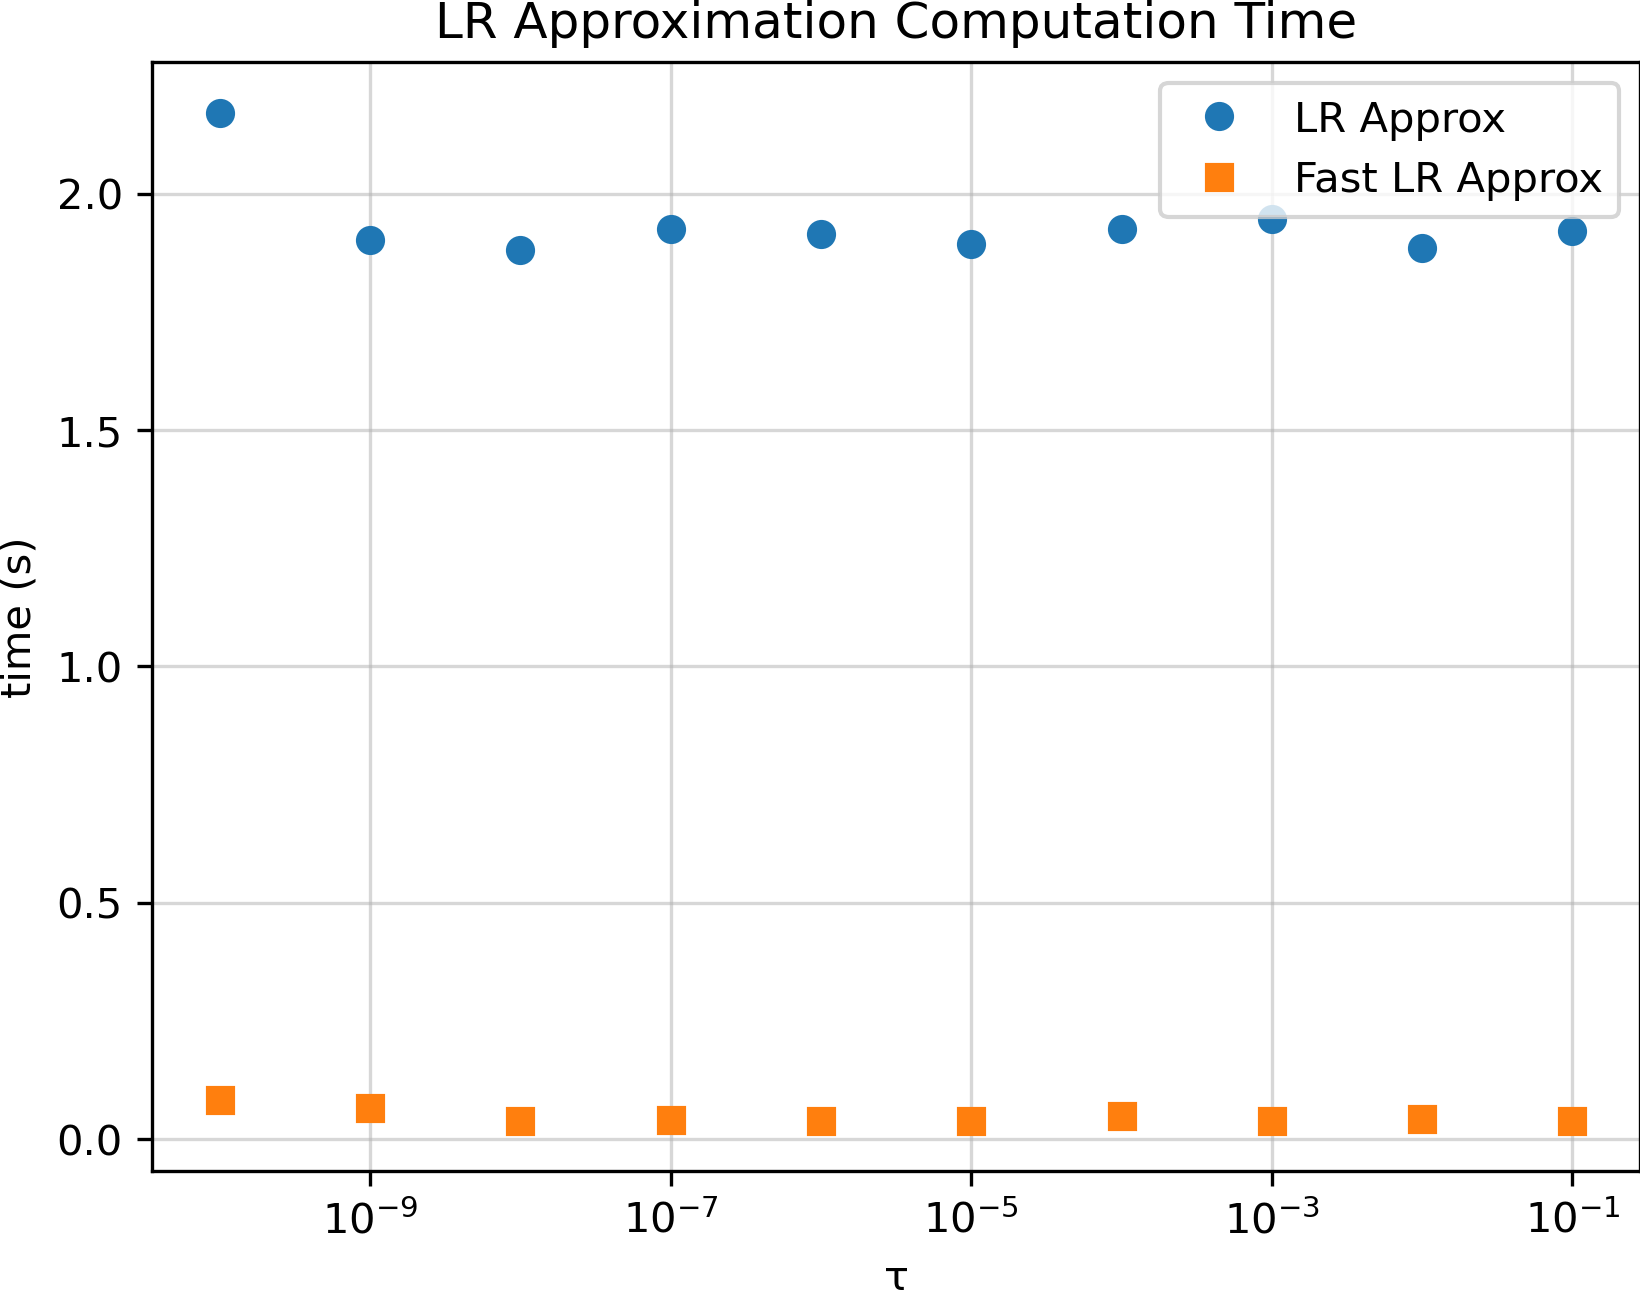 LR Approximation Computation Time
LR Approx
Fast LR Approx
2.0
1.5
1.0
0.5
0.0
time (s)
10⁻⁹ 10⁻⁷ 10⁻⁵ 10⁻³ 10⁻¹
τ